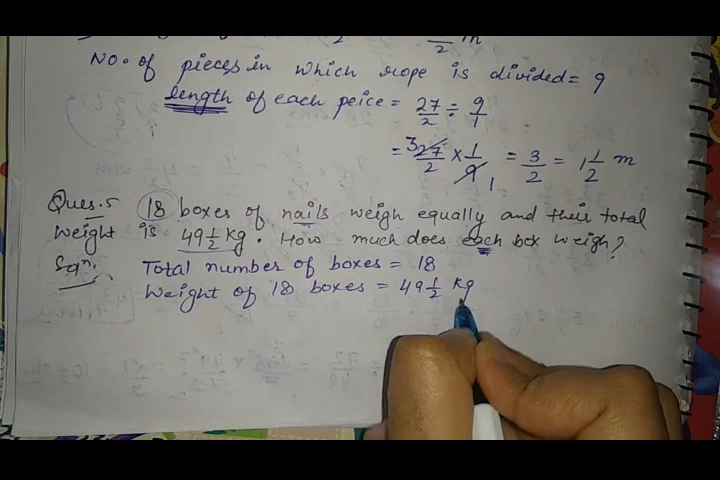 No. of pieces in which rope is divided = 9
length of each peice = 27/2 ÷ 9/1
= 3 27/2 × 1/9 1 = 3/2 = 1 1/2 m
Ques.5 18 boxes of nails weigh equally and their total
weight is 49 1/2 kg. How much does each box weigh?
Soln. Total number of boxes = 18
Weight of 18 boxes = 49 1/2 kg